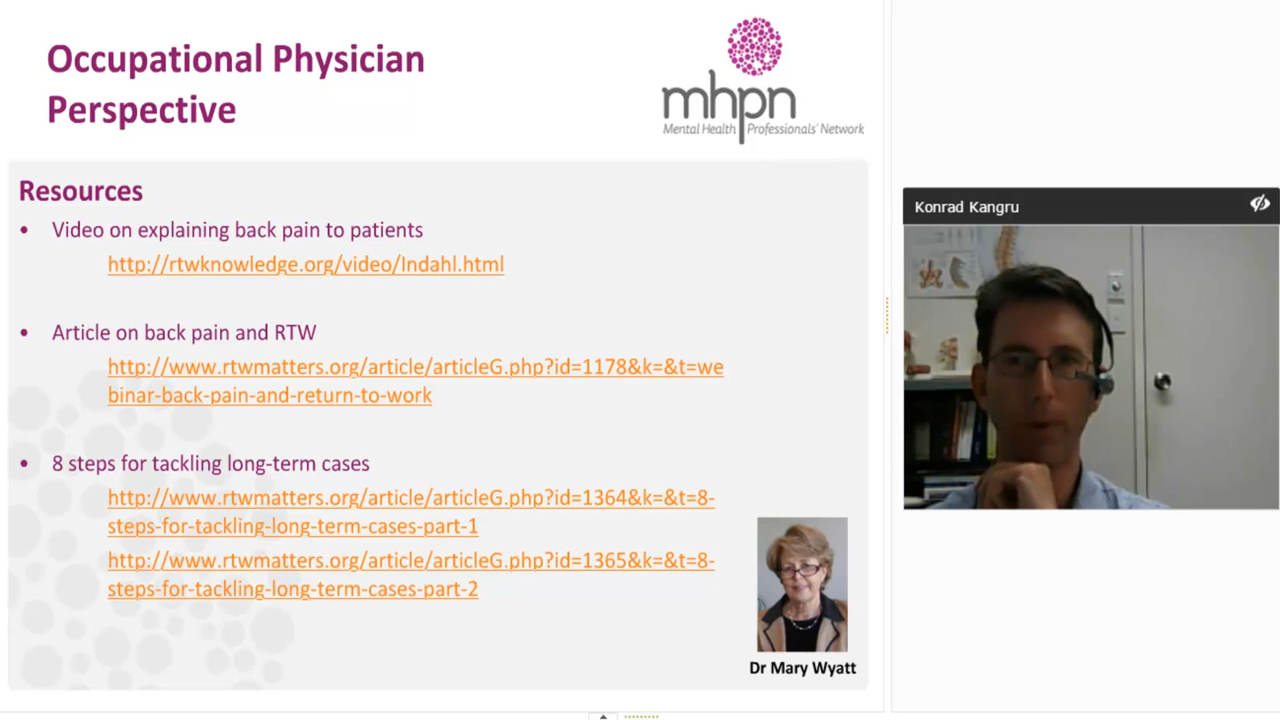 Occupational Physician
Perspective
mhpn
Mental Health Professionals' Network
Resources
• Video on explaining back pain to patients
http://rtwknowledge.org/video/Indahl.html
• Article on back pain and RTW
http://www.rtwmatters.org/article/articleG.php?id=1178&k=&t=we
binar-back-pain-and-return-to-work
• 8 steps for tackling long-term cases
http://www.rtwmatters.org/article/articleG.php?id=1364&k=&t=8-
steps-for-tackling-long-term-cases-part-1
http://www.rtwmatters.org/article/articleG.php?id=1365&k=&t=8-
steps-for-tackling-long-term-cases-part-2
Dr Mary Wyatt
Konrad Kangru